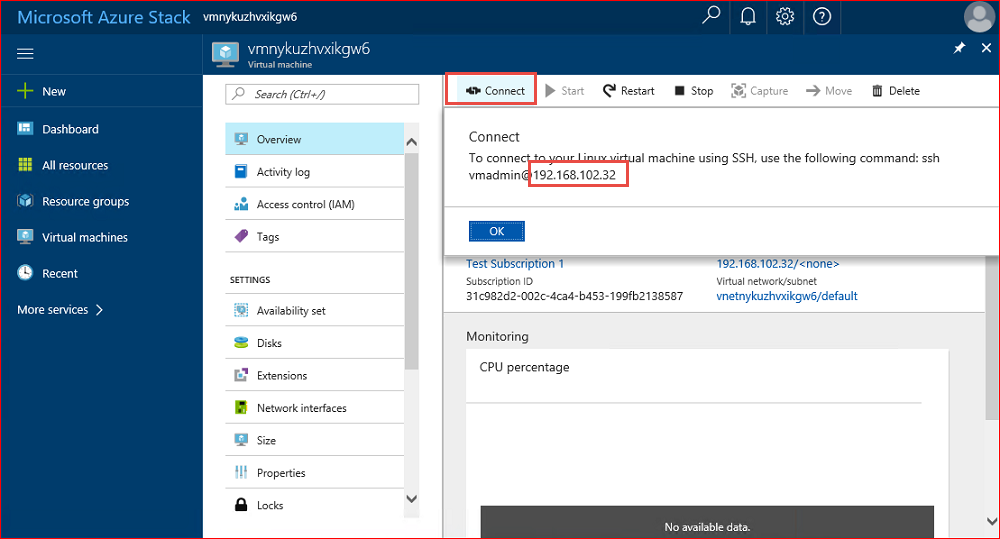 Microsoft Azure Stack vmnykuzhvxikgw6
vmnykuzhvxikgw6
Virtual machine
New
Dashboard
All resources
Resource groups
Virtual machines
Recent
More services
Search (Ctrl+/)
Overview
Activity log
Access control (IAM)
Tags
SETTINGS
Availability set
Disks
Extensions
Network interfaces
Size
Properties
Locks
Connect Start Restart Stop Capture Move Delete
Connect
To connect to your Linux virtual machine using SSH, use the following command: ssh
vmadmin@192.168.102.32
OK
Test Subscription 1 192.168.102.32/<none>
Subscription ID Virtual network/subnet
31c982d2-002c-4ca4-b453-199fb2138587 vnetnykuzhvxikgw6/default
Monitoring
CPU percentage
No available data.